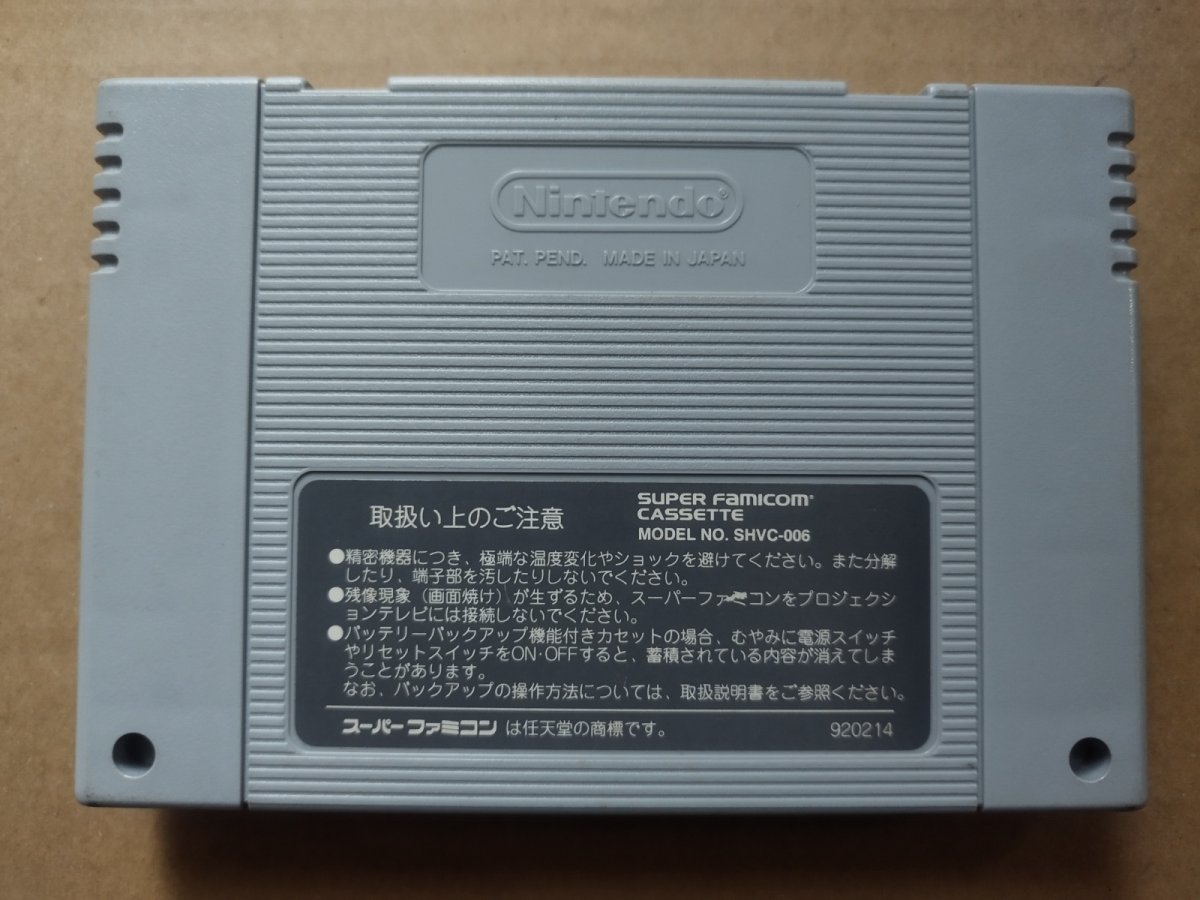 Nintendo®
PAT. PEND. MADE IN JAPAN
取扱い上のご注意
SUPER Famicom®
CASSETTE
MODEL NO. SHVC-006
●精密機器につき、極端な温度変化やショックを避けてください。また分解
したり、端子部を汚したりしないでください。
●残像現象（画面焼け）が生ずるため、スーパーファミコンをプロジェクシ
ョンテレビには接続しないでください。
●バッテリーバックアップ機能付きカセットの場合、むやみに電源スイッチ
やリセットスイッチをON·OFFすると、蓄積されている内容が消えてしま
うことがあります。
なお、バックアップの操作方法については、取扱説明書をご参照ください。
スーパーファミコン は任天堂の商標です。
920214